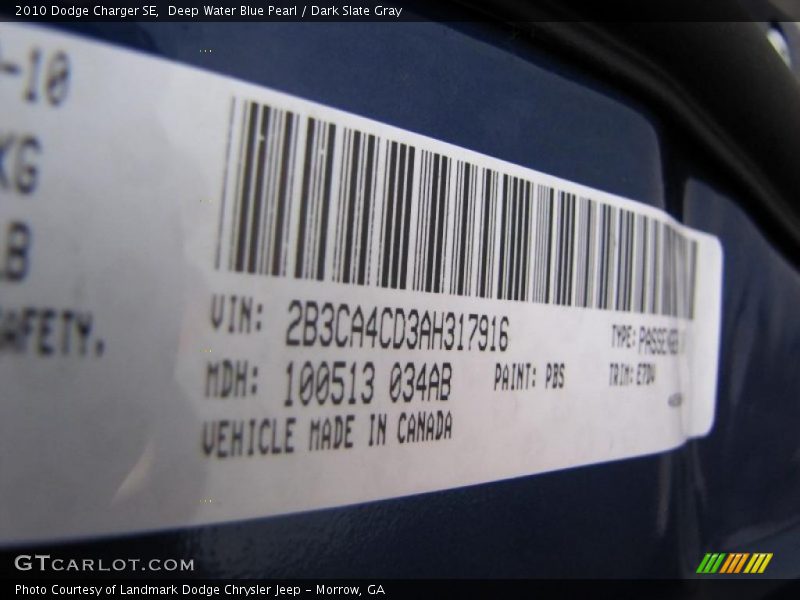 2010 Dodge Charger SE,  Deep Water Blue Pearl / Dark Slate Gray
-10
KG
LB
SAFETY.
VIN: 2B3CA4CD3AH317916
TYPE: PASSENGER
MDH: 100513 034AB
PAINT: PBS
TRIM: E7DV
VEHICLE MADE IN CANADA
GTCARLOT.COM
Photo Courtesy of Landmark Dodge Chrysler Jeep - Morrow, GA